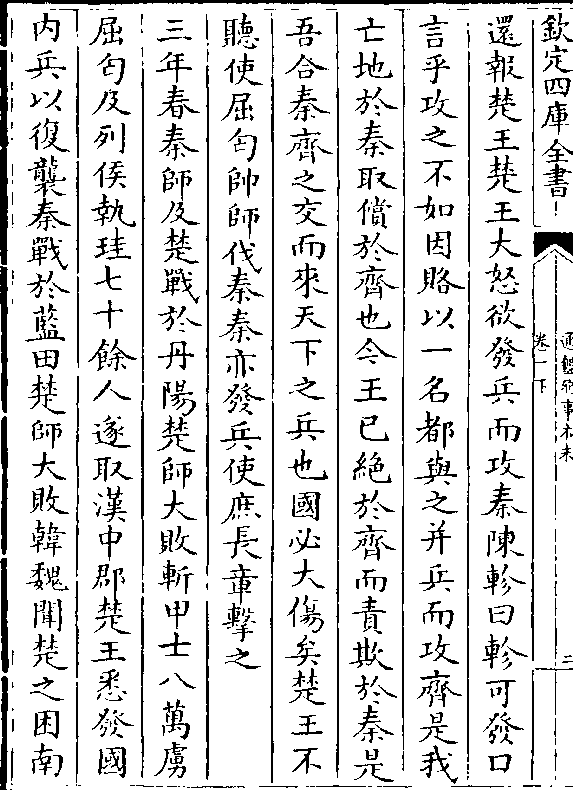 欽定四庫全書
通鑑紀事本末
卷一下
三
還報楚王楚王大怒欲發兵而攻秦陳軫曰軫可發口
言乎攻之不如因賂以一名都與之并兵而攻齊是我
亡地於秦取償於齊也今王已絶於齊而責欺於秦是
吾合秦齊之交而來天下之兵也國必大傷矣楚王不
聽使屈匄帥師伐秦秦亦發兵使庶長章擊之
三年春秦師及楚戰於丹陽楚師大敗斬甲士八萬虜
屈匄及列侯執珪七十餘人遂取漢中郡楚王悉發國
内兵以復襲秦戰於藍田楚師大敗韓魏聞楚之困南